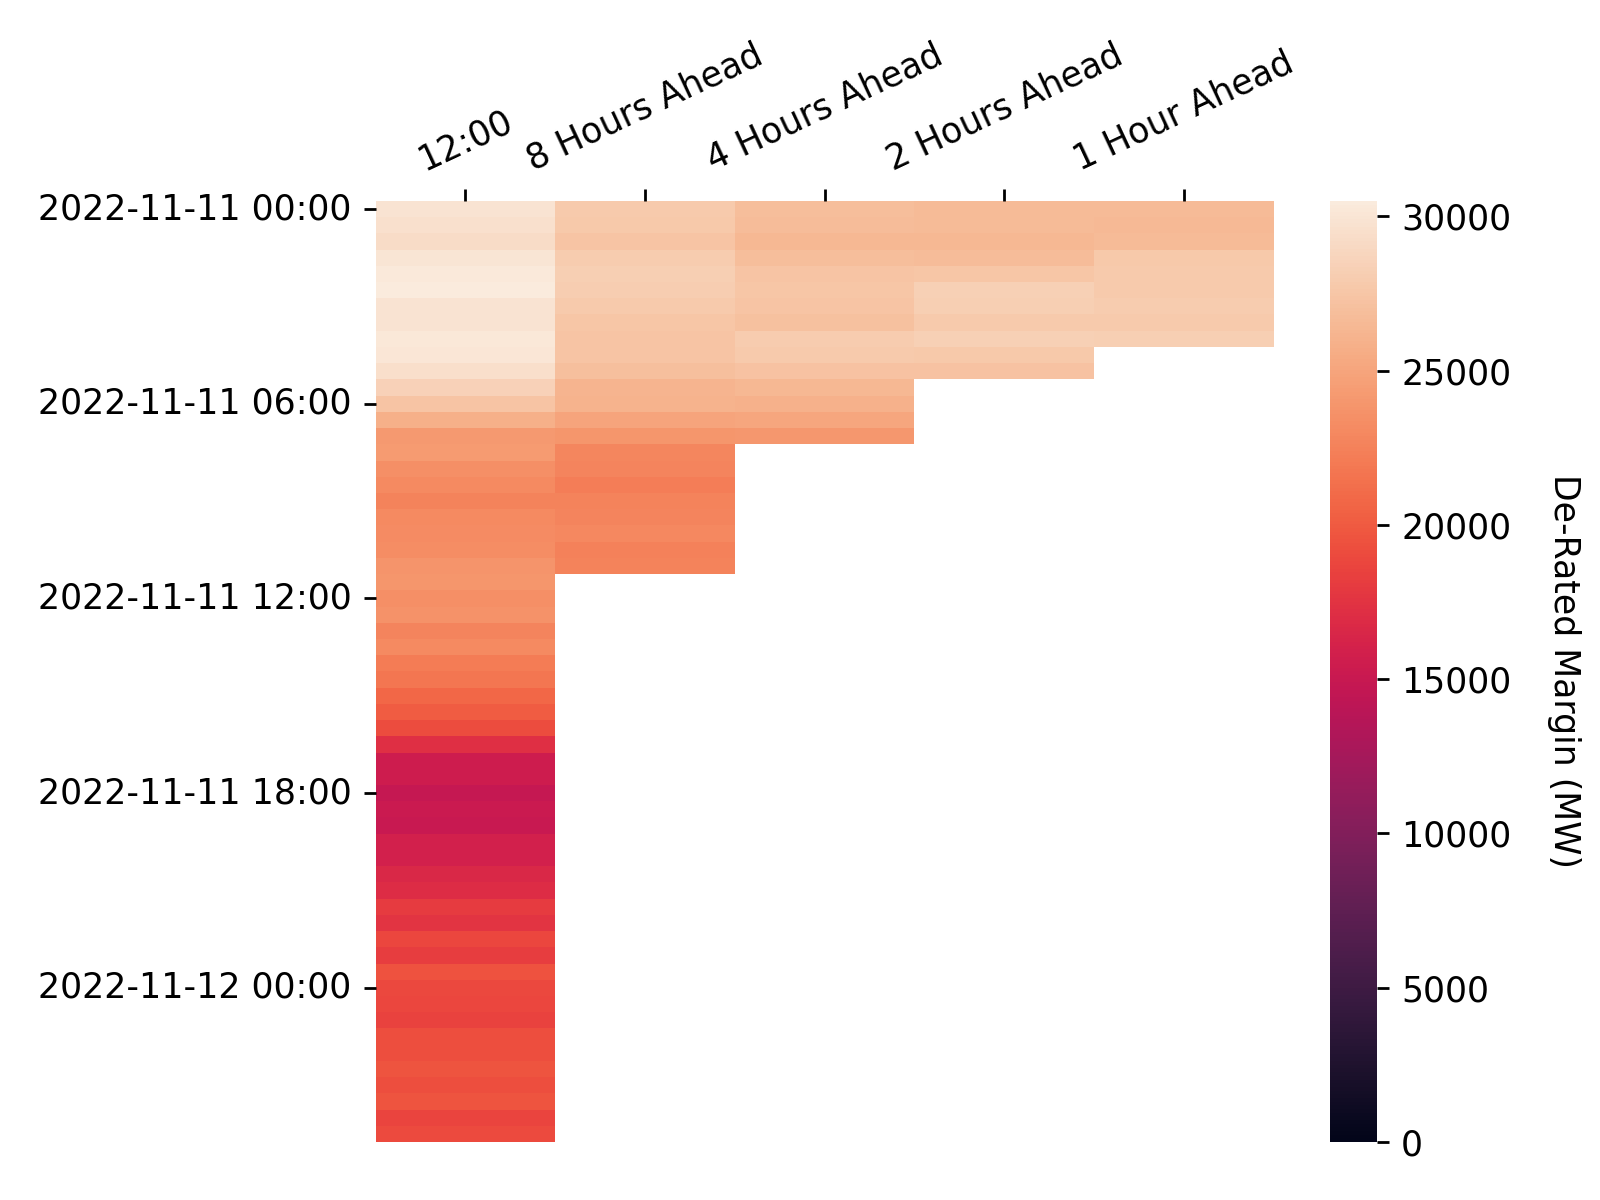 12:00
8 Hours Ahead
4 Hours Ahead
2 Hours Ahead
1 Hour Ahead
2022-11-11 00:00
2022-11-11 06:00
2022-11-11 12:00
2022-11-11 18:00
2022-11-12 00:00
30000
25000
20000
15000
10000
5000
0
De-Rated Margin (MW)